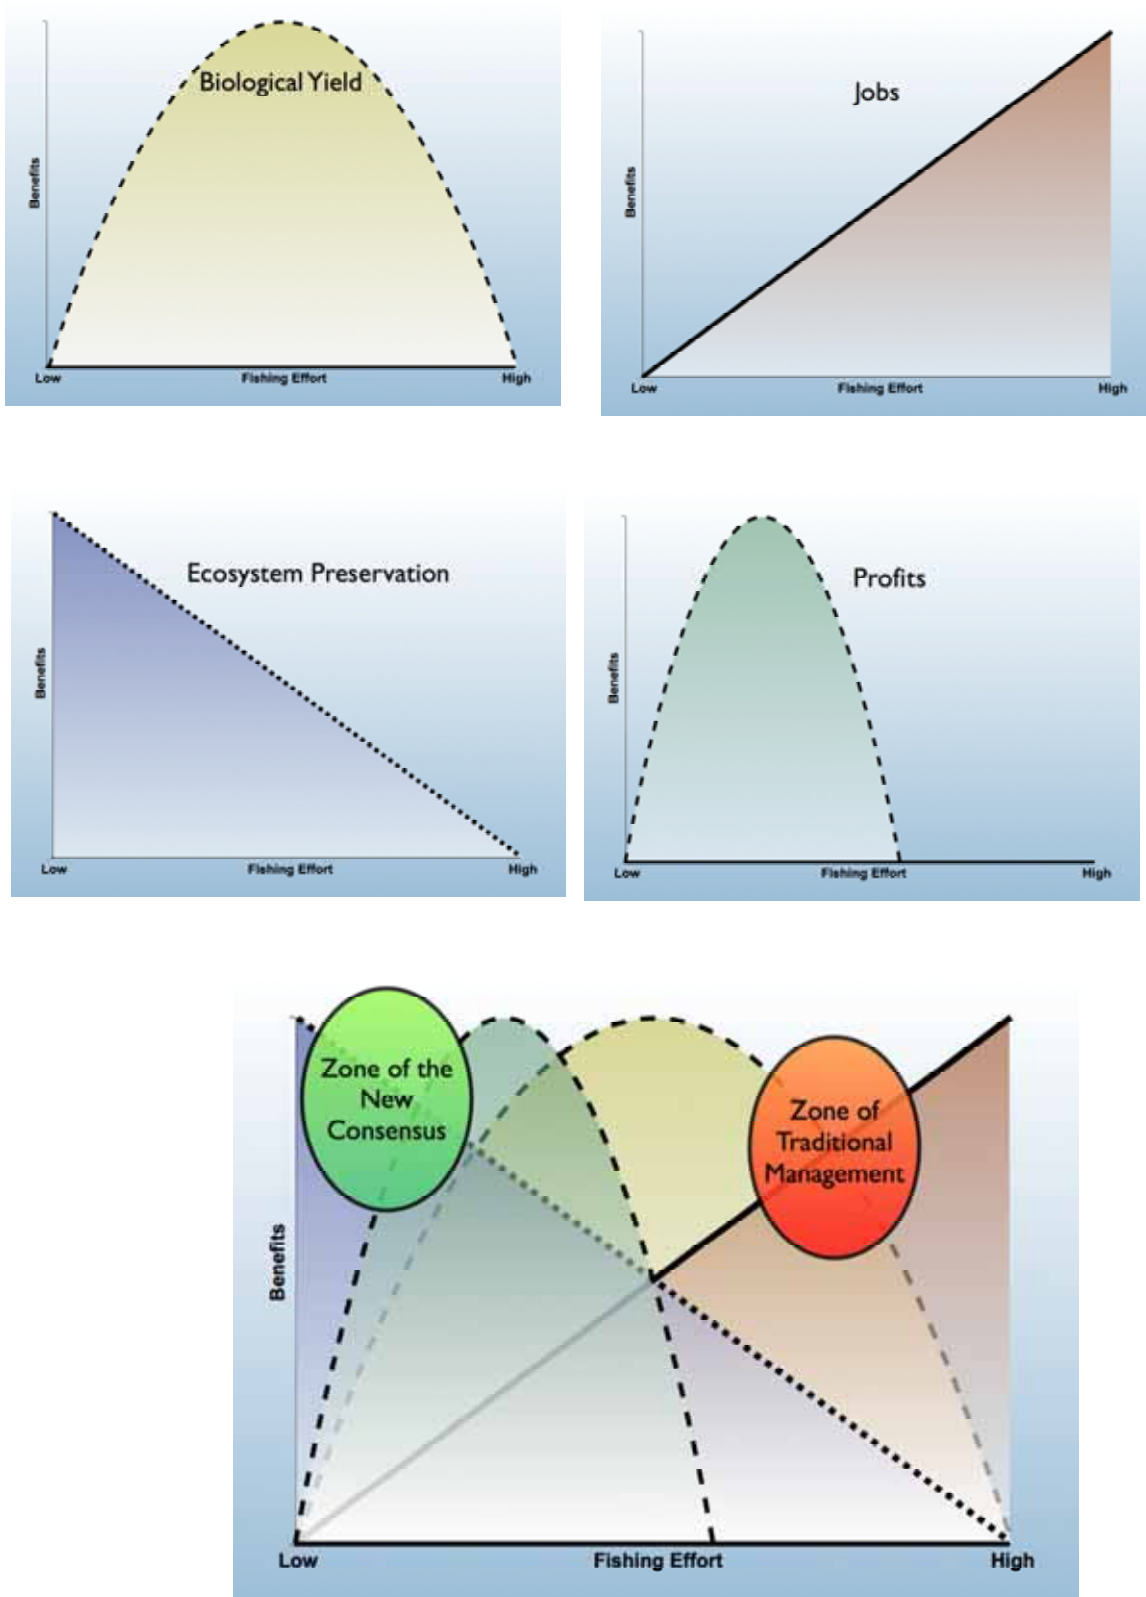 Biological Yield
Benefits
Low
Fishing Effort
High
Jobs
Benefits
Low
Fishing Effort
High
Ecosystem Preservation
Benefits
Low
Fishing Effort
High
Profits
Benefits
Low
Fishing Effort
High
Zone of the
New
Consensus
Zone of
Traditional
Management
Benefits
Low
Fishing Effort
High